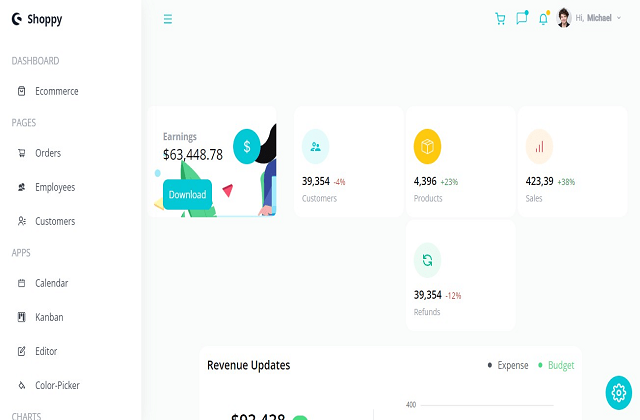 Shoppy
Hi, Michael
DASHBOARD
Ecommerce
PAGES
Orders
Employees
Customers
APPS
Calendar
Kanban
Editor
Color-Picker
CHARTS
Earnings
$63,448.78
$
Download
39,354 -4%
Customers
4,396 +23%
Products
423,39 +38%
Sales
39,354 -12%
Refunds
Revenue Updates
Expense
Budget
$93,438
400